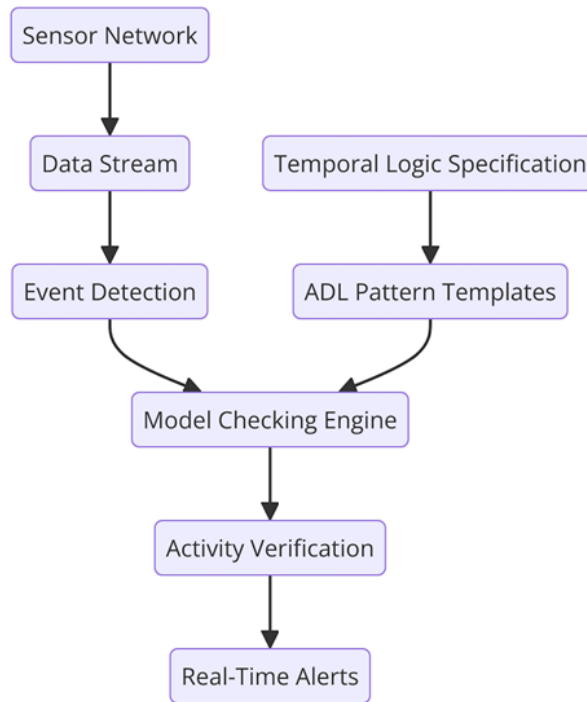 Sensor Network
Data Stream
Temporal Logic Specification
Event Detection
ADL Pattern Templates
Model Checking Engine
Activity Verification
Real-Time Alerts